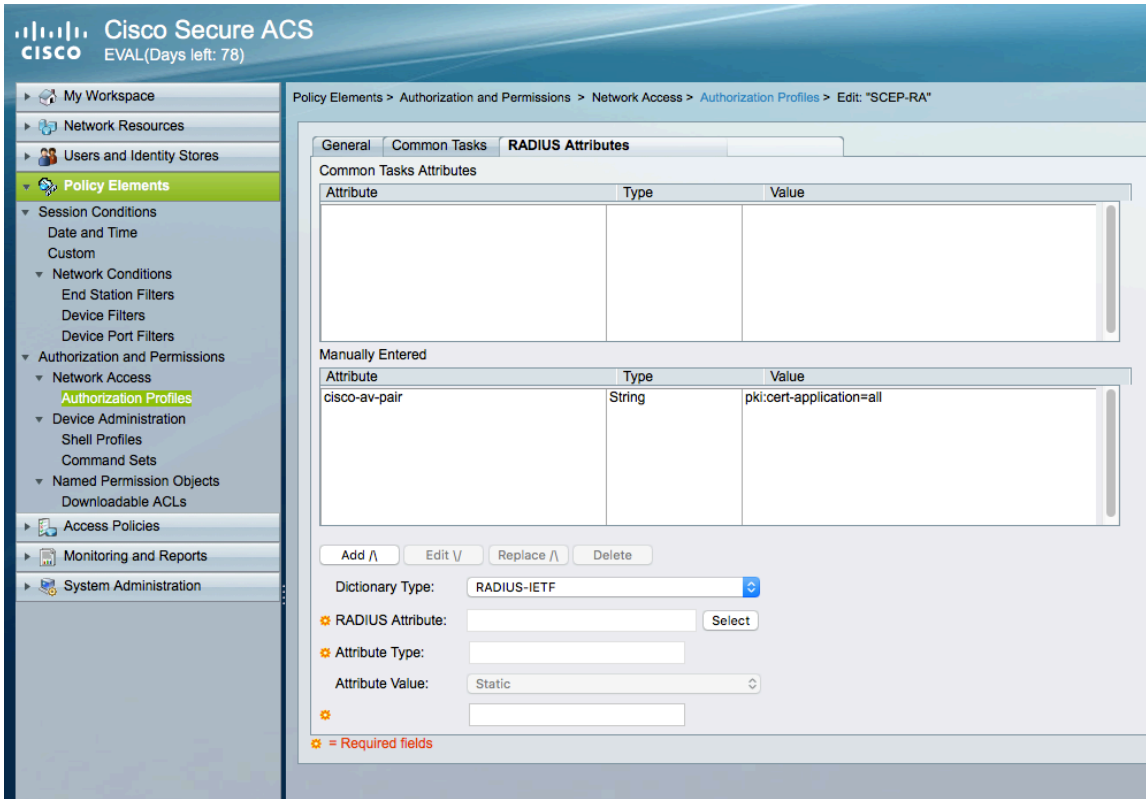 Cisco Secure ACS
CISCO
EVAL(Days left: 78)
My Workspace
Network Resources
Users and Identity Stores
Policy Elements
Session Conditions
Date and Time
Custom
Network Conditions
End Station Filters
Device Filters
Device Port Filters
Authorization and Permissions
Network Access
Authorization Profiles
Device Administration
Shell Profiles
Command Sets
Named Permission Objects
Downloadable ACLs
Access Policies
Monitoring and Reports
System Administration
Policy Elements > Authorization and Permissions > Network Access > Authorization Profiles > Edit: "SCEP-RA"
General Common Tasks RADIUS Attributes
Common Tasks Attributes
Attribute Type Value
Manually Entered
Attribute Type Value
cisco-av-pair String pki:cert-application=all
Add /\ Edit \/ Replace /\ Delete
Dictionary Type: RADIUS-IETF
RADIUS Attribute: Select
Attribute Type:
Attribute Value: Static
= Required fields